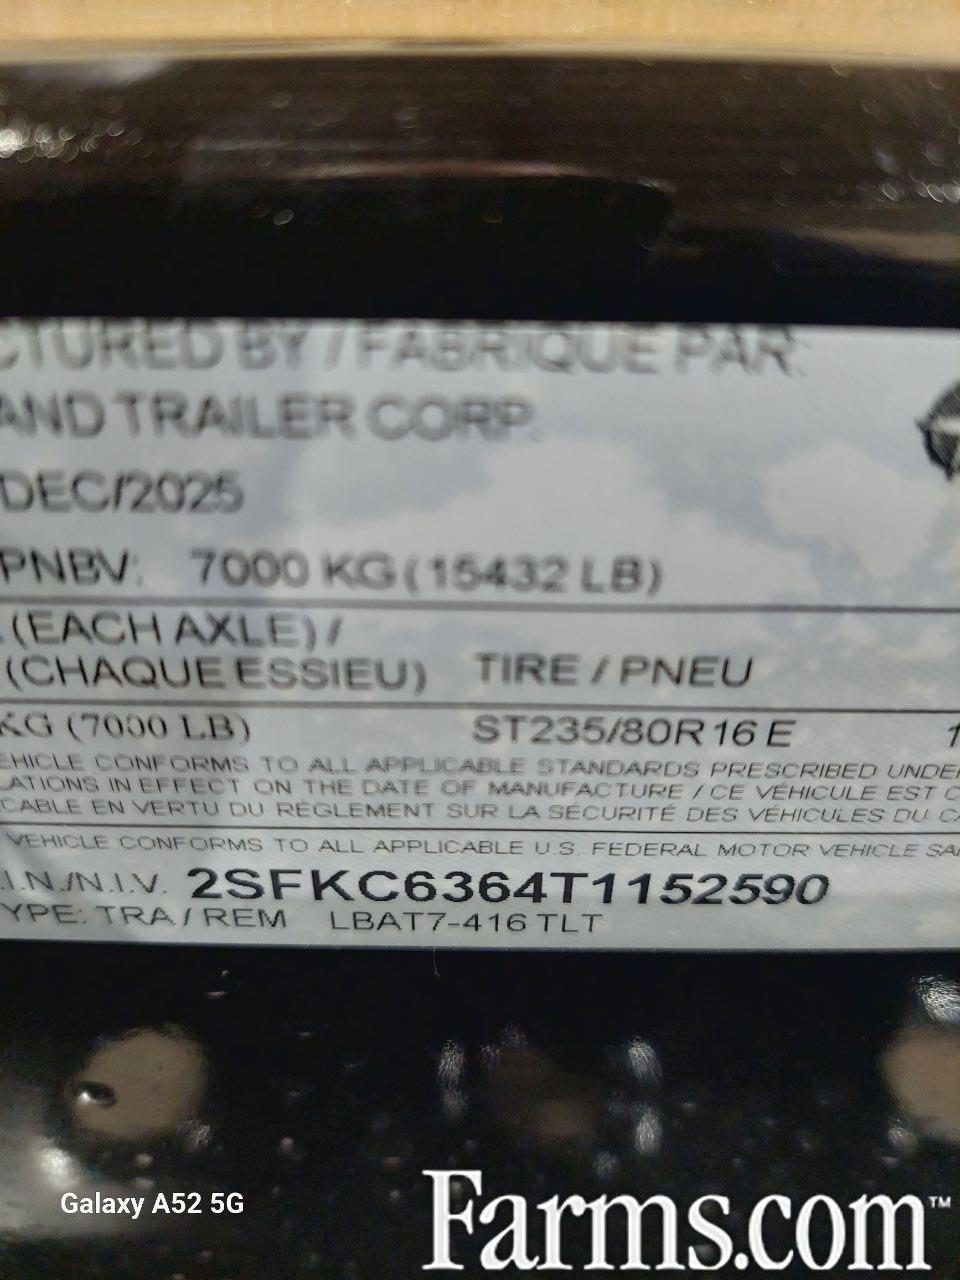 CTURED BY / FABRIQUE PAR:
AND TRAILER CORP.
DEC/2025
PNBV: 7000 KG (15432 LB)
(EACH AXLE) /
(CHAQUE ESSIEU) TIRE / PNEU
KG (7000 LB) ST235/80R16 E 1
EHICLE CONFORMS TO ALL APPLICABLE STANDARDS PRESCRIBED UNDER
LATIONS IN EFFECT ON THE DATE OF MANUFACTURE / CE VÉHICULE EST C
CABLE EN VERTU DU RÈGLEMENT SUR LA SÉCURITÉ DES VÉHICULES DU CA
VEHICLE CONFORMS TO ALL APPLICABLE U.S. FEDERAL MOTOR VEHICLE SA
.I.N./N.I.V. 2SFKC6364T1152590
YPE: TRA / REM LBAT7-416 TLT
Galaxy A52 5G
Farms.com™